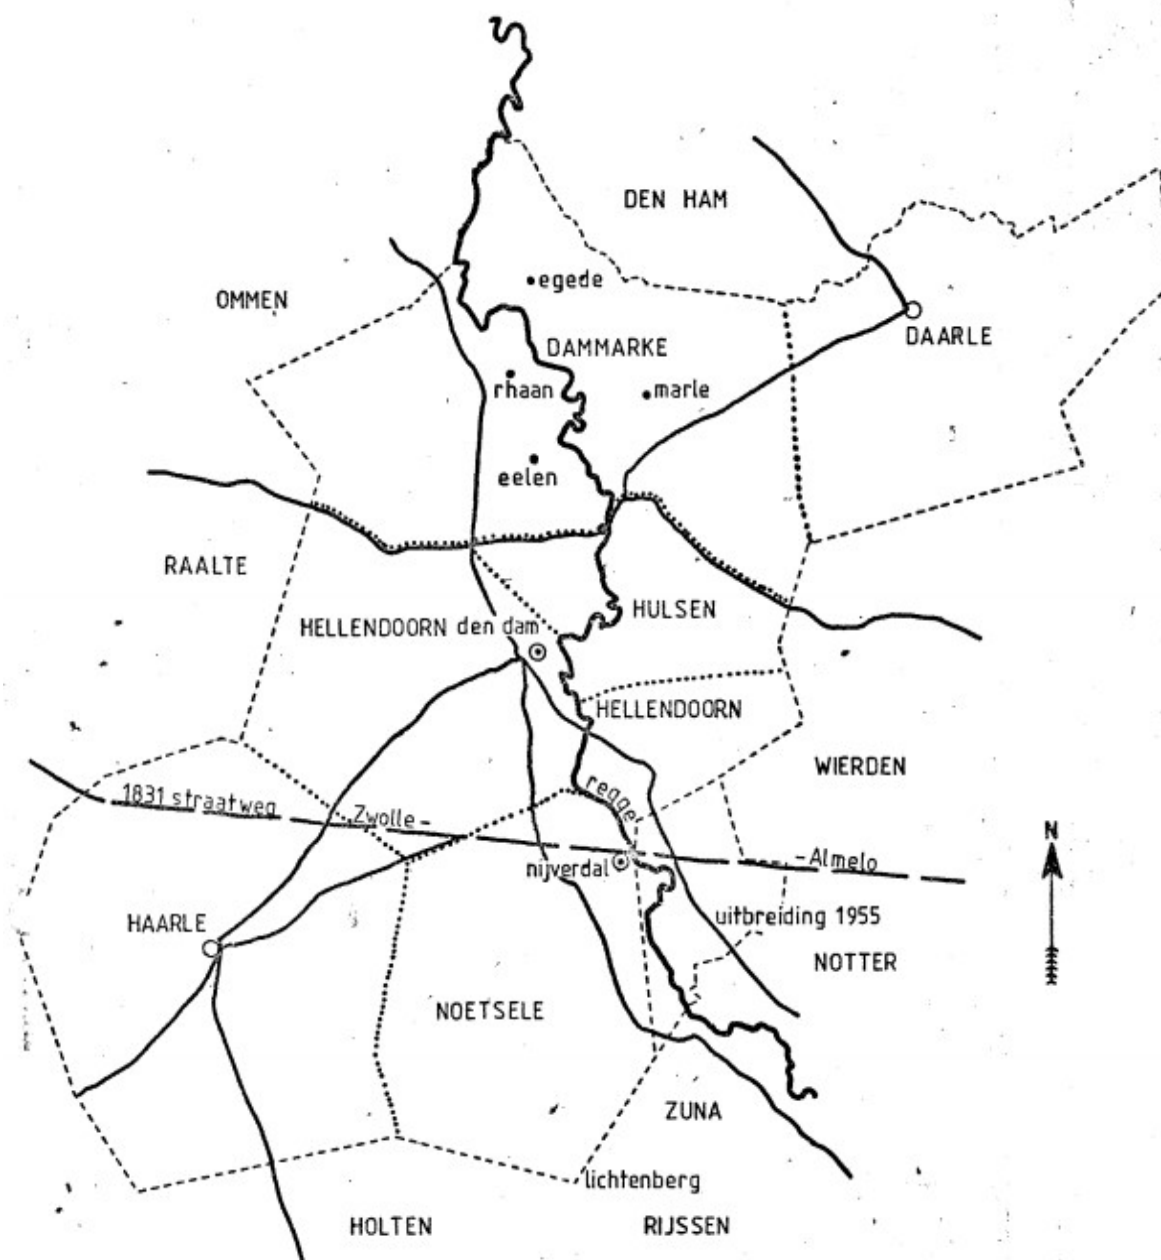 DEN HAM
egede
OMMEN
DAMMARKE
DAARLE
rhaan
marle
eelen
RAALTE
HULSEN
HELLENDOORN den dam
HELLENDOORN
WIERDEN
regge
1831 straatweg
Zwolle -
N
- Almelo
nijverdal
uitbreiding 1955
HAARLE
NOTTER
NOETSELE
ZUNA
lichtenberg
HOLTEN
RIJSSEN